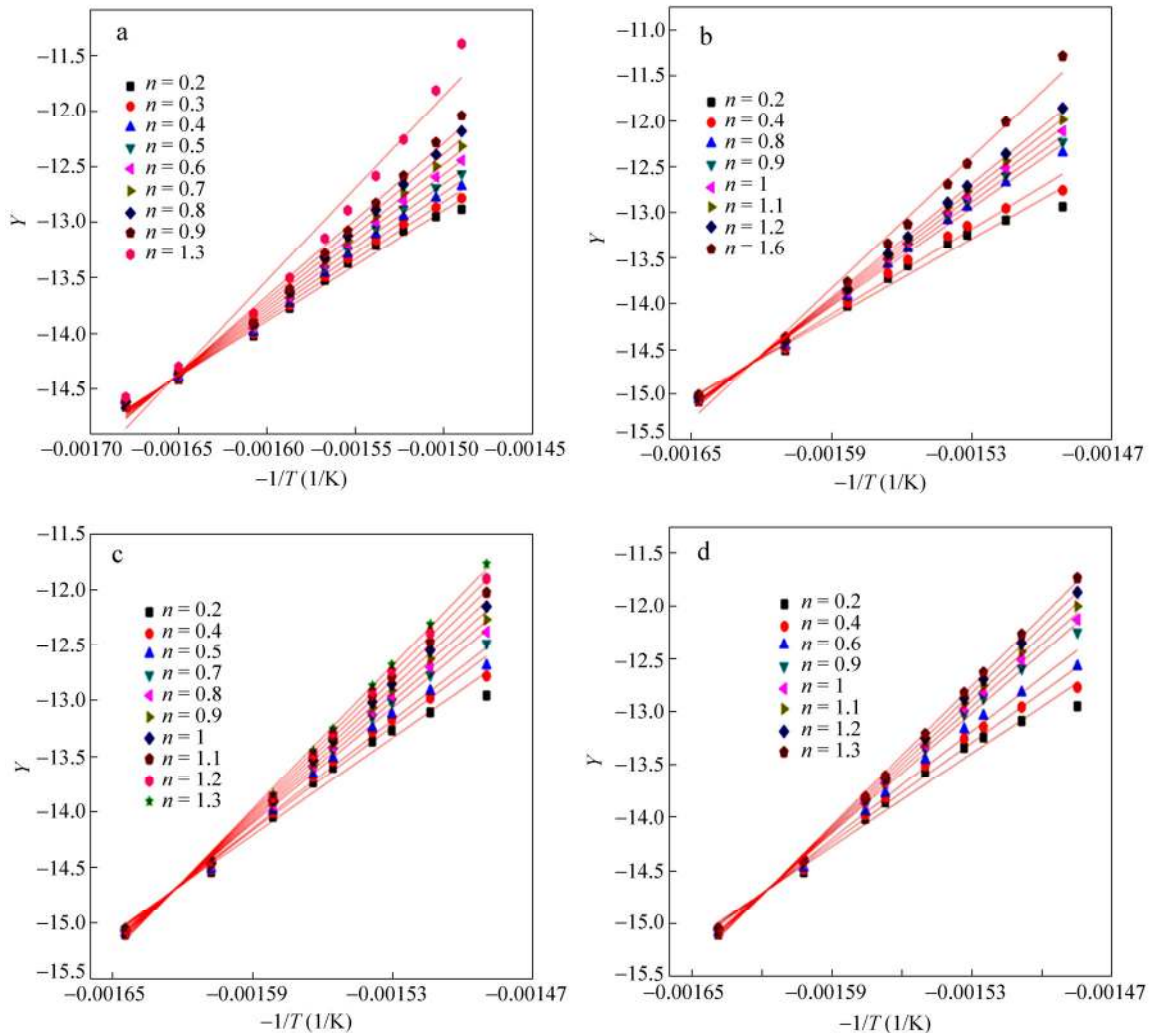 a
−11.5
−12.0
−12.5
−13.0
−13.5
−14.0
−14.5
Y
n = 0.2
n = 0.3
n = 0.4
n = 0.5
n = 0.6
n = 0.7
n = 0.8
n = 0.9
n = 1.3
−0.00170 −0.00165 −0.00160 −0.00155 −0.00150 −0.00145
−1/T (1/K)
b
−11.0
−11.5
−12.0
−12.5
−13.0
−13.5
−14.0
−14.5
−15.0
−15.5
Y
n = 0.2
n = 0.4
n = 0.8
n = 0.9
n = 1
n = 1.1
n = 1.2
n − 1.6
−0.00165 −0.00159 −0.00153 −0.00147
−1/T (1/K)
c
−11.5
−12.0
−12.5
−13.0
−13.5
−14.0
−14.5
−15.0
−15.5
Y
n = 0.2
n = 0.4
n = 0.5
n = 0.7
n = 0.8
n = 0.9
n = 1
n = 1.1
n = 1.2
n = 1.3
−0.00165 −0.00159 −0.00153 −0.00147
−1/T (1/K)
d
−11.5
−12.0
−12.5
−13.0
−13.5
−14.0
−14.5
−15.0
−15.5
Y
n = 0.2
n = 0.4
n = 0.6
n = 0.9
n = 1
n = 1.1
n = 1.2
n = 1.3
−0.00165 −0.00159 −0.00153 −0.00147
−1/T (1/K)